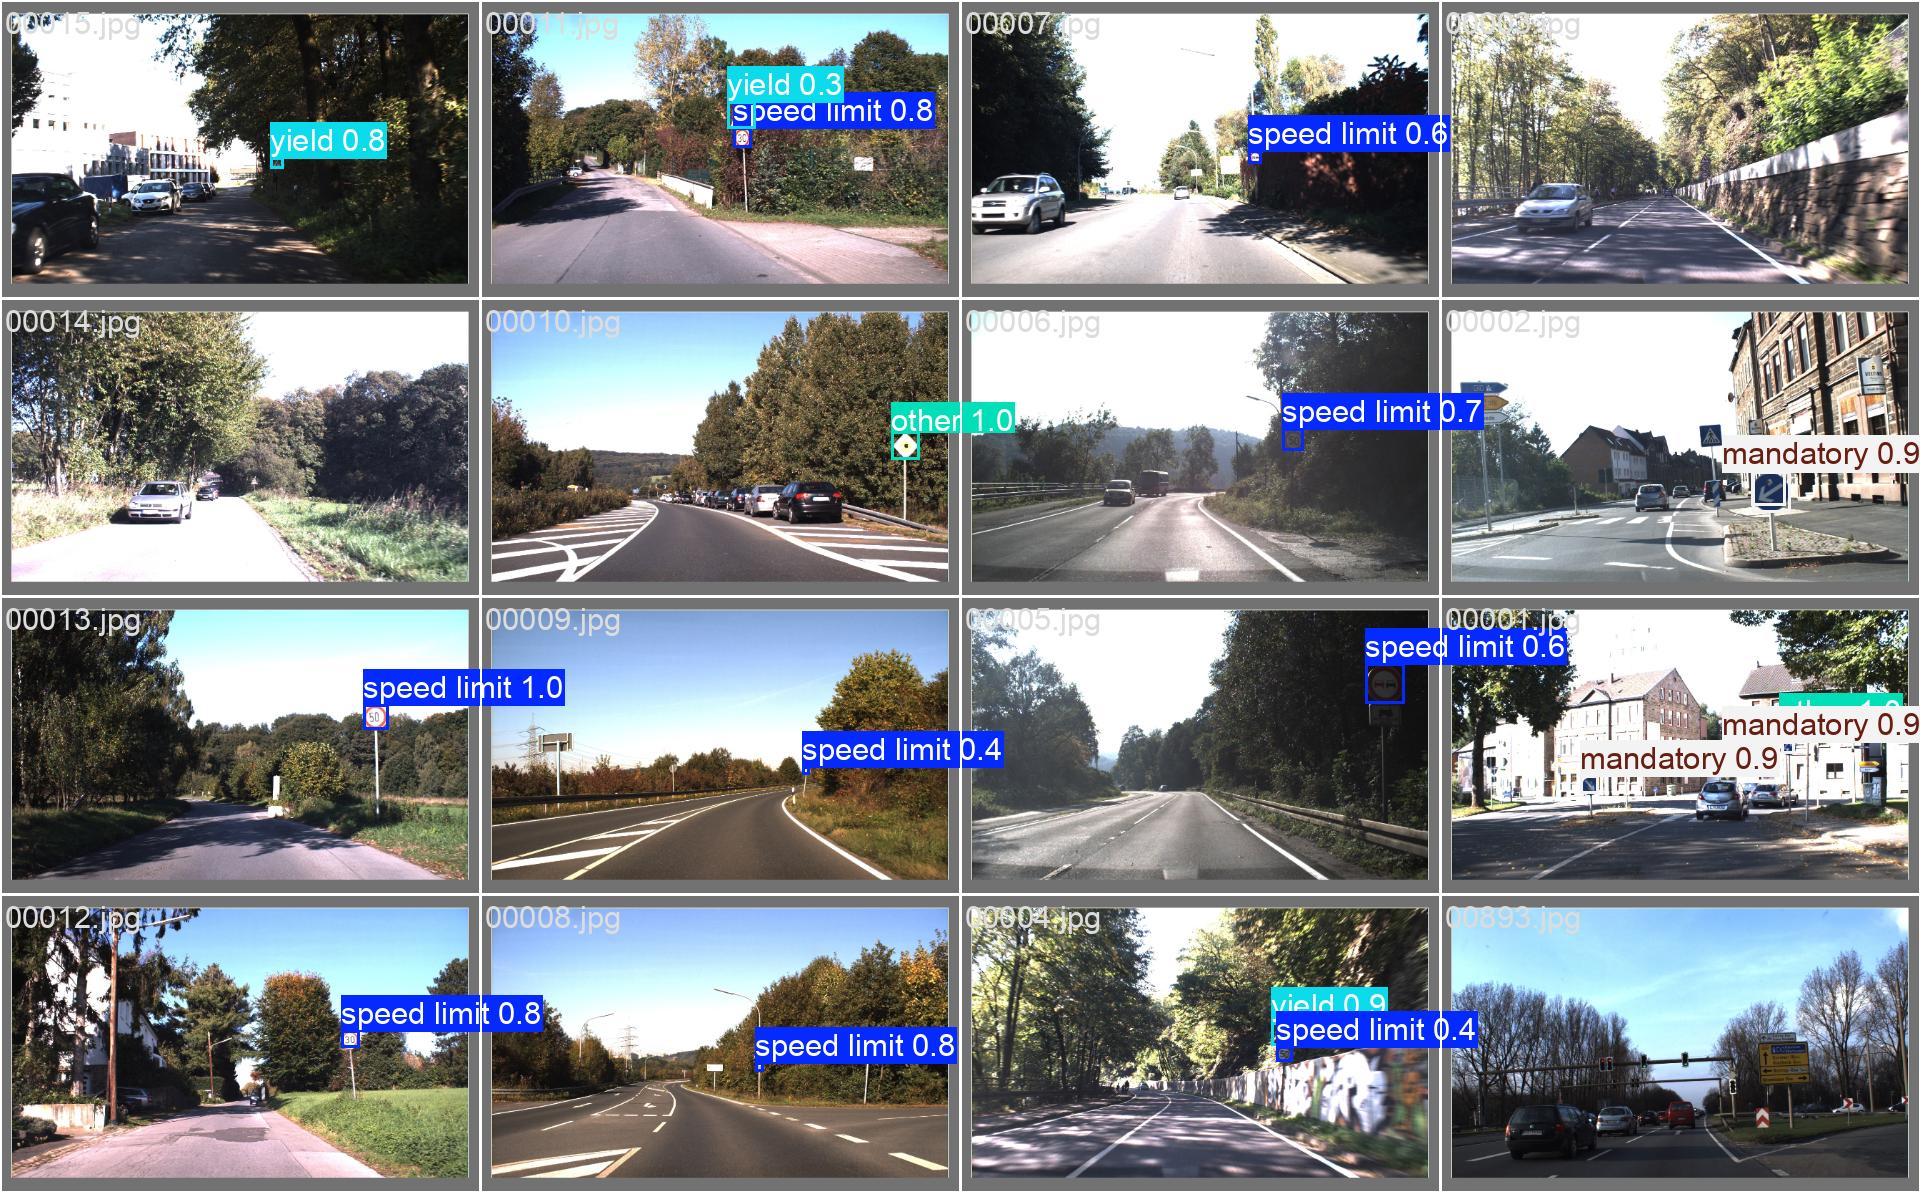 00015.jpg
yield 0.8
00011.jpg
yield 0.3
speed limit 0.8
30
00007.jpg
speed limit 0.6
00003.jpg
00014.jpg
00010.jpg
other 1.0
00006.jpg
speed limit 0.7
00002.jpg
mandatory 0.9
00013.jpg
speed limit 1.0
50
00009.jpg
speed limit 0.4
00005.jpg
speed limit 0.6
00001.jpg
mandatory 0.9
mandatory 0.9
00012.jpg
speed limit 0.8
30
00008.jpg
speed limit 0.8
00004.jpg
yield 0.9
speed limit 0.4
00893.jpg